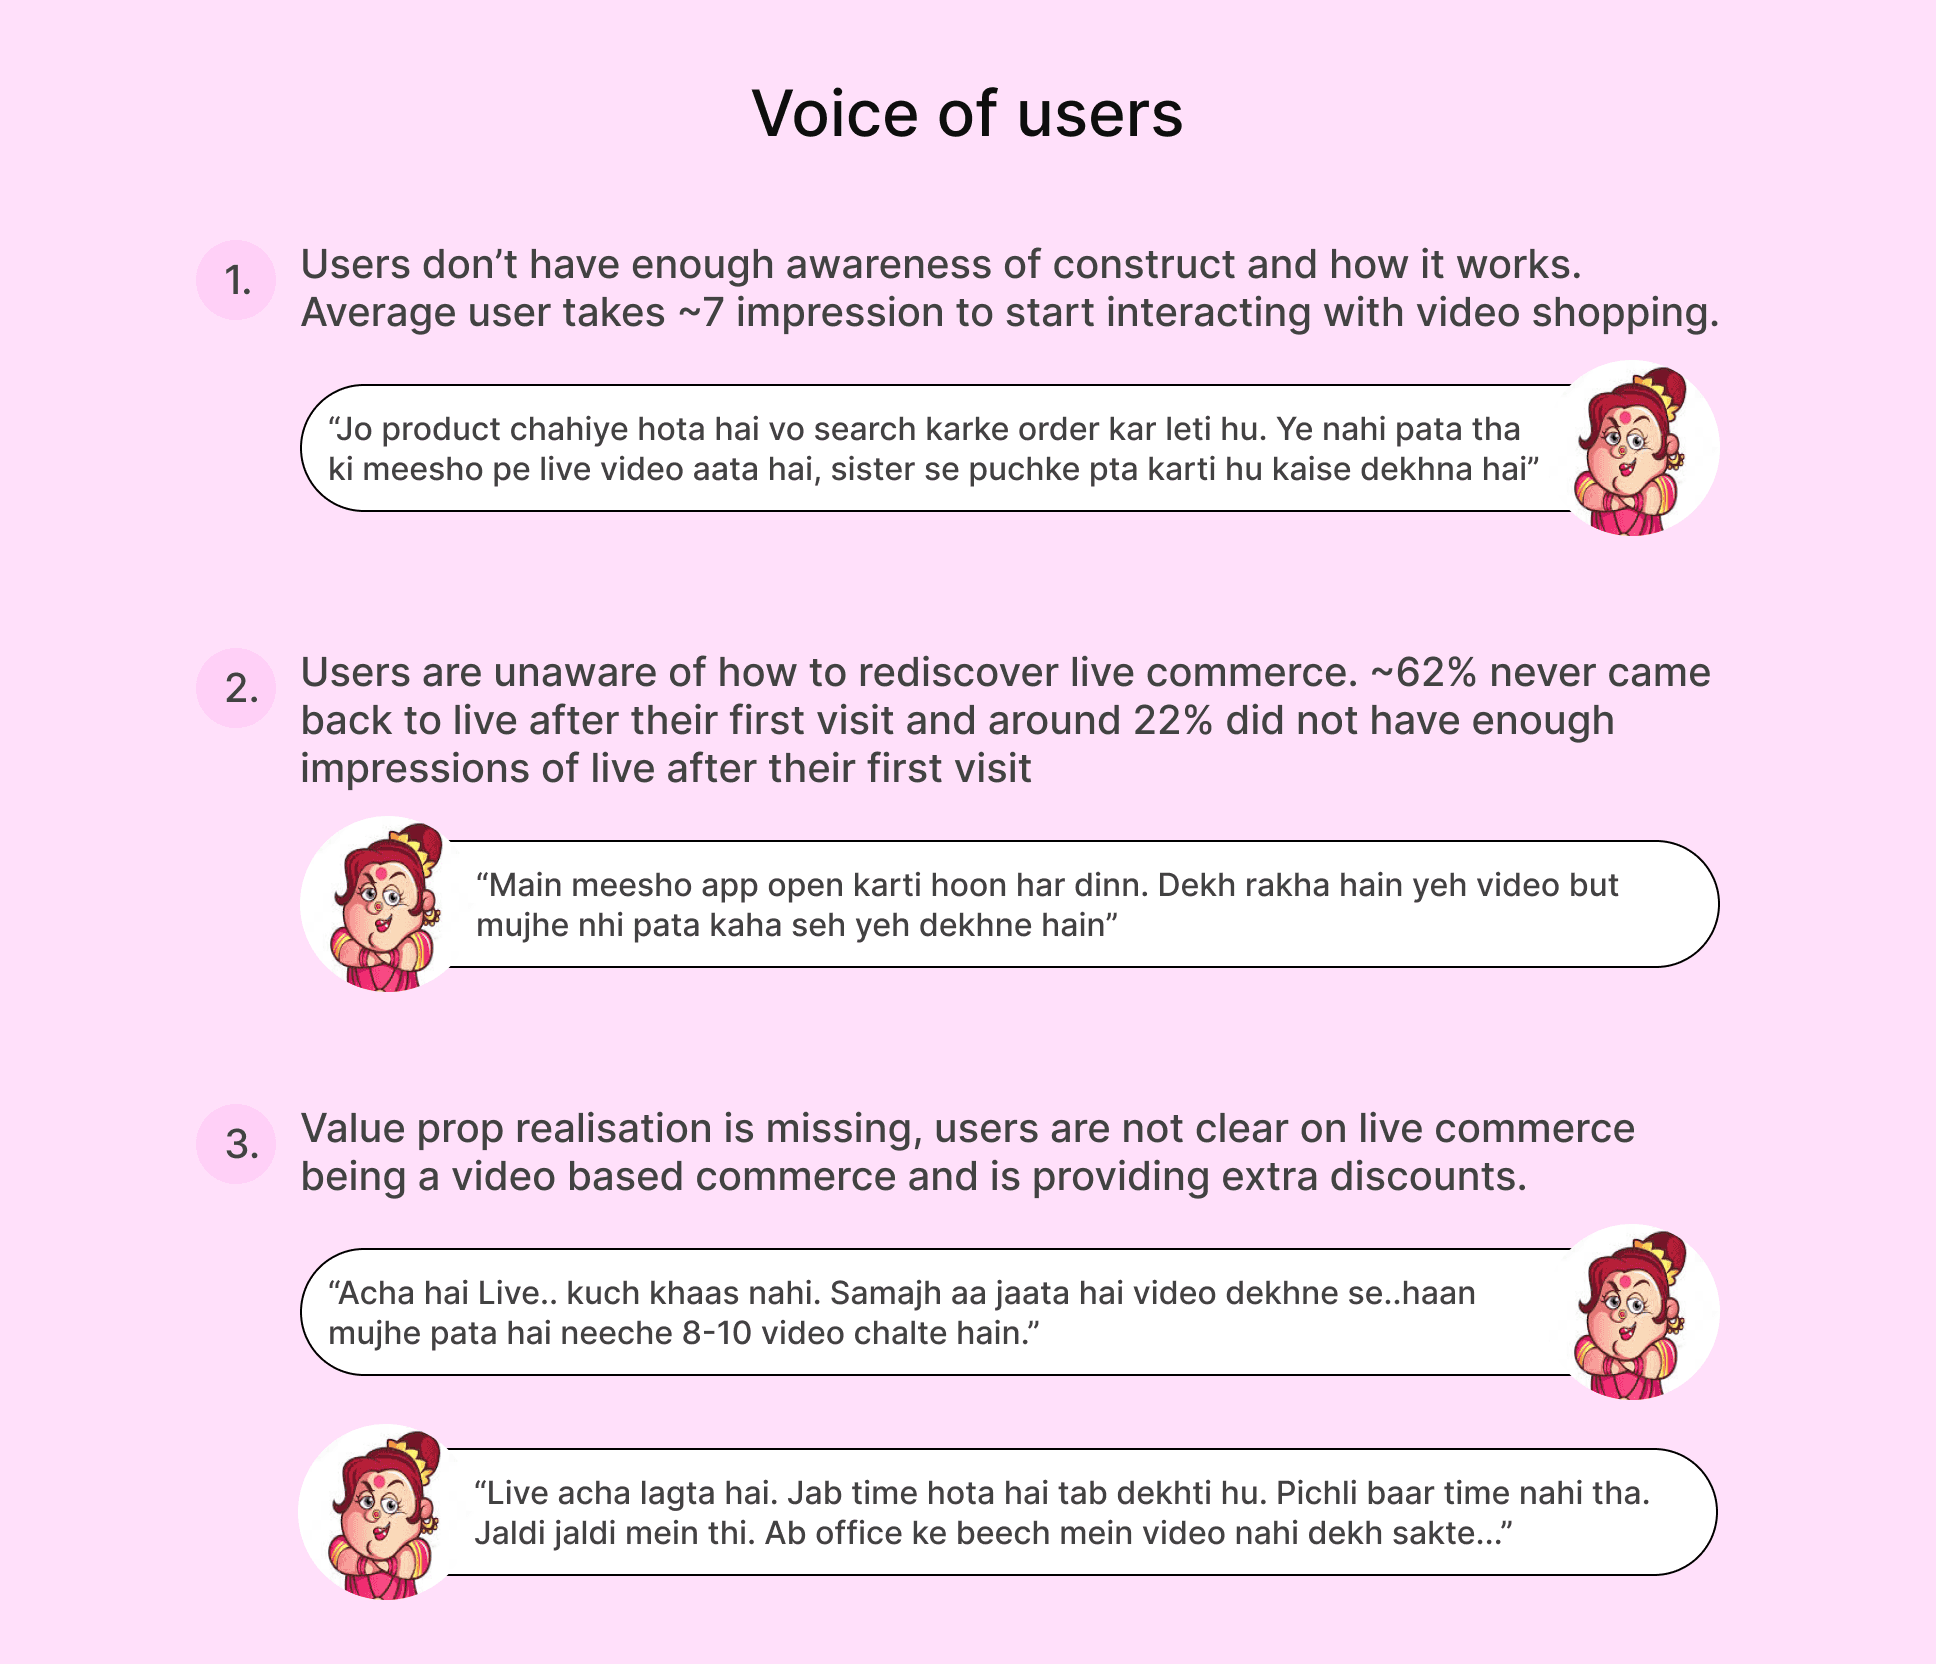 Voice of users
1.
Users don’t have enough awareness of construct and how it works.
Average user takes ~7 impression to start interacting with video shopping.
“Jo product chahiye hota hai vo search karke order kar leti hu. Ye nahi pata tha
ki meesho pe live video aata hai, sister se puchke pta karti hu kaise dekhna hai”
2.
Users are unaware of how to rediscover live commerce. ~62% never came
back to live after their first visit and around 22% did not have enough
impressions of live after their first visit
“Main meesho app open karti hoon har dinn. Dekh rakha hain yeh video but
mujhe nhi pata kaha seh yeh dekhne hain”
3.
Value prop realisation is missing, users are not clear on live commerce
being a video based commerce and is providing extra discounts.
“Acha hai Live.. kuch khaas nahi. Samajh aa jaata hai video dekhne se..haan
mujhe pata hai neeche 8-10 video chalte hain.”
“Live acha lagta hai. Jab time hota hai tab dekhti hu. Pichli baar time nahi tha.
Jaldi jaldi mein thi. Ab office ke beech mein video nahi dekh sakte...”